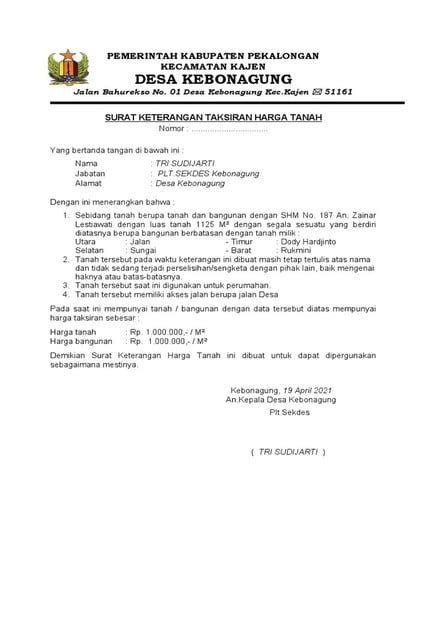 PEMERINTAH KABUPATEN PEKALONGAN
KECAMATAN KAJEN
DESA KEBONAGUNG
Jalan Bahurekso No. 01 Desa Kebonagung Kec.Kajen ✉ 51161
SURAT KETERANGAN TAKSIRAN HARGA TANAH
Nomor : ................................
Yang bertanda tangan di bawah ini :
Nama : TRI SUDIJARTI
Jabatan : PLT.SEKDES Kebonagung
Alamat : Desa Kebonagung
Dengan ini menerangkan bahwa :
1. Sebidang tanah berupa tanah dan bangunan dengan SHM No. 187 An. Zainar
Lestiawati dengan luas tanah 1125 M² dengan segala sesuatu yang berdiri
diatasnya berupa bangunan berbatasan dengan tanah milik :
Utara : Jalan - Timur : Dody Hardjinto
Selatan : Sungai - Barat : Rukmini
2. Tanah tersebut pada waktu keterangan ini dibuat masih tetap tertulis atas nama
dan tidak sedang terjadi perselisihan/sengketa dengan pihak lain, baik mengenai
haknya atau batas-batasnya.
3. Tanah tersebut saat ini digunakan untuk perumahan.
4. Tanah tersebut memiliki akses jalan berupa jalan Desa
Pada saat ini mempunyai tanah / bangunan dengan data tersebut diatas mempunyai
harga taksiran sebesar :
Harga tanah : Rp. 1.000.000,- / M²
Harga bangunan : Rp. 1.000.000,- / M²
Demikian Surat Keterangan Harga Tanah ini dibuat untuk dapat dipergunakan
sebagaimana mestinya.
Kebonagung, 19 April 2021
An.Kepala Desa Kebonagung
Plt.Sekdes
( TRI SUDIJARTI )